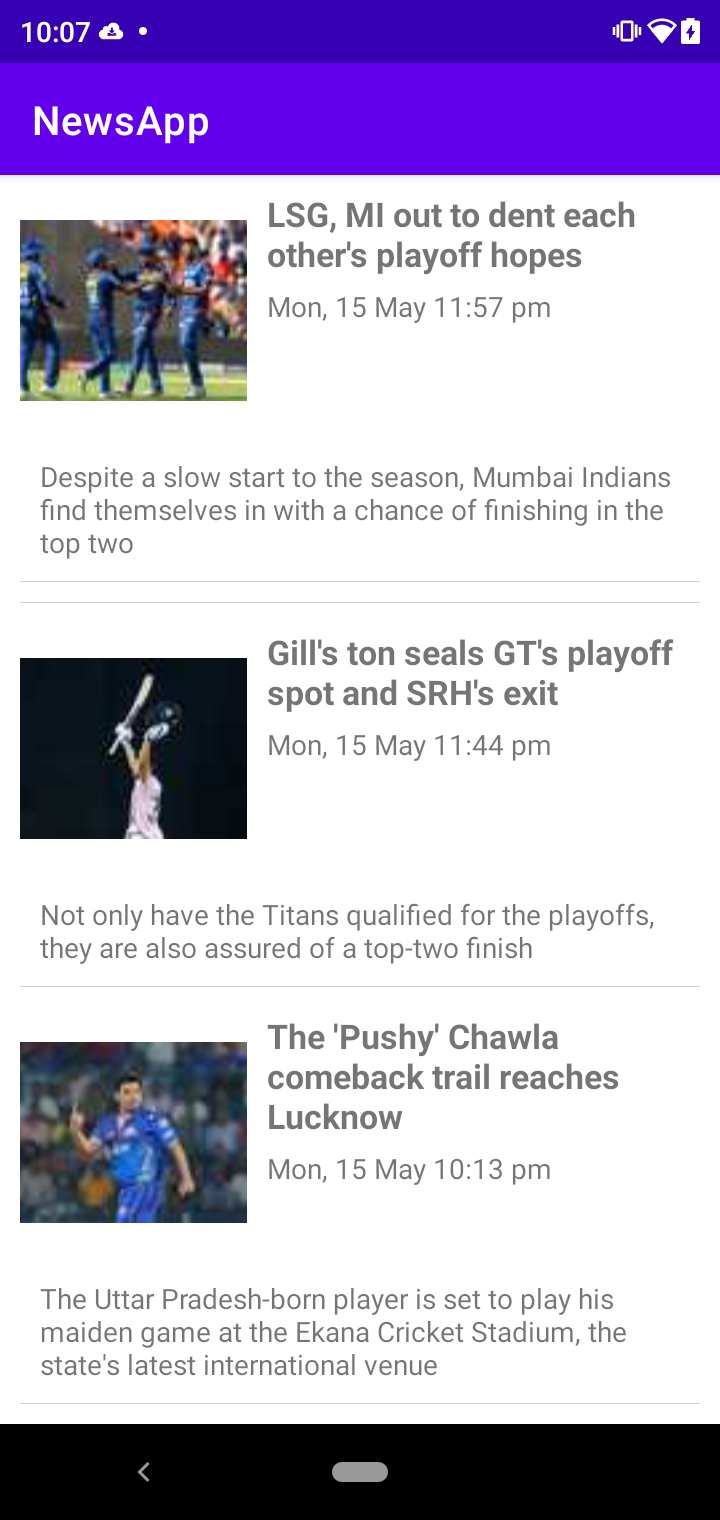 10:07
NewsApp
LSG, MI out to dent each
other's playoff hopes
Mon, 15 May 11:57 pm
Despite a slow start to the season, Mumbai Indians
find themselves in with a chance of finishing in the
top two
Gill's ton seals GT's playoff
spot and SRH's exit
Mon, 15 May 11:44 pm
Not only have the Titans qualified for the playoffs,
they are also assured of a top-two finish
The 'Pushy' Chawla
comeback trail reaches
Lucknow
Mon, 15 May 10:13 pm
The Uttar Pradesh-born player is set to play his
maiden game at the Ekana Cricket Stadium, the
state's latest international venue